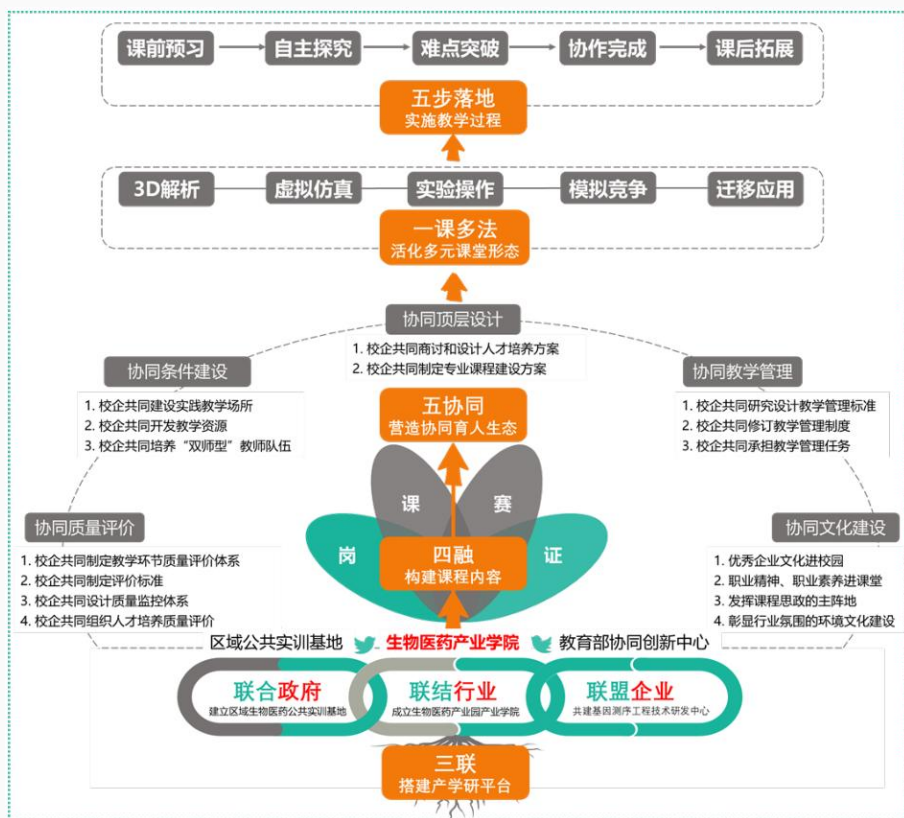 课前预习
自主探究
难点突破
协作完成
课后拓展
五步落地
实施教学过程
3D解析
虚拟仿真
实验操作
模拟竞争
迁移应用
一课多法
活化多元课堂形态
协同顶层设计
1. 校企共同商讨和设计人才培养方案
2. 校企共同制定专业课程建设方案
协同条件建设
1. 校企共同建设实践教学场所
2. 校企共同开发教学资源
3. 校企共同培养“双师型”教师队伍
协同教学管理
1. 校企共同研究设计教学管理标准
2. 校企共同修订教学管理制度
3. 校企共同承担教学管理任务
五协同
营造协同育人生态
课
赛
岗
证
协同质量评价
1. 校企共同制定教学环节质量评价体系
2. 校企共同制定评价标准
3. 校企共同设计质量监控体系
4. 校企共同组织人才培养质量评价
四融
构建课程内容
协同文化建设
1. 优秀企业文化进校园
2. 职业精神、职业素养进课堂
3. 发挥课程思政的主阵地
4. 彰显行业氛围的环境文化建设
区域公共实训基地
生物医药产业学院
教育部协同创新中心
联合政府
建立区域生物医药公共实训基地
联结行业
成立生物医药产业园产业学院
联盟企业
共建基因测序工程技术研发中心
三联
搭建产学研平台